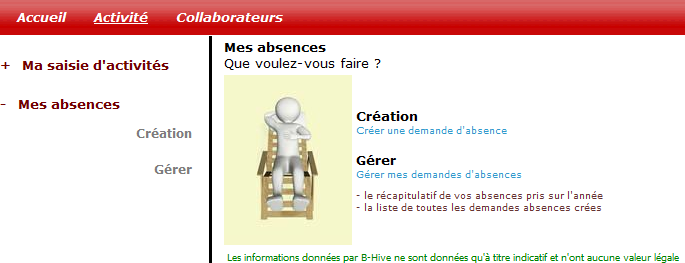 Accueil Activité Collaborateurs
+ Ma saisie d'activités
- Mes absences
Création
Gérer
Mes absences
Que voulez-vous faire ?
Création
Créer une demande d'absence
Gérer
Gérer mes demandes d'absences
- le récapitulatif de vos absences pris sur l'année
- la liste de toutes les demandes absences crées
Les informations données par B-Hive ne sont données qu'à titre indicatif et n'ont aucune valeur légale